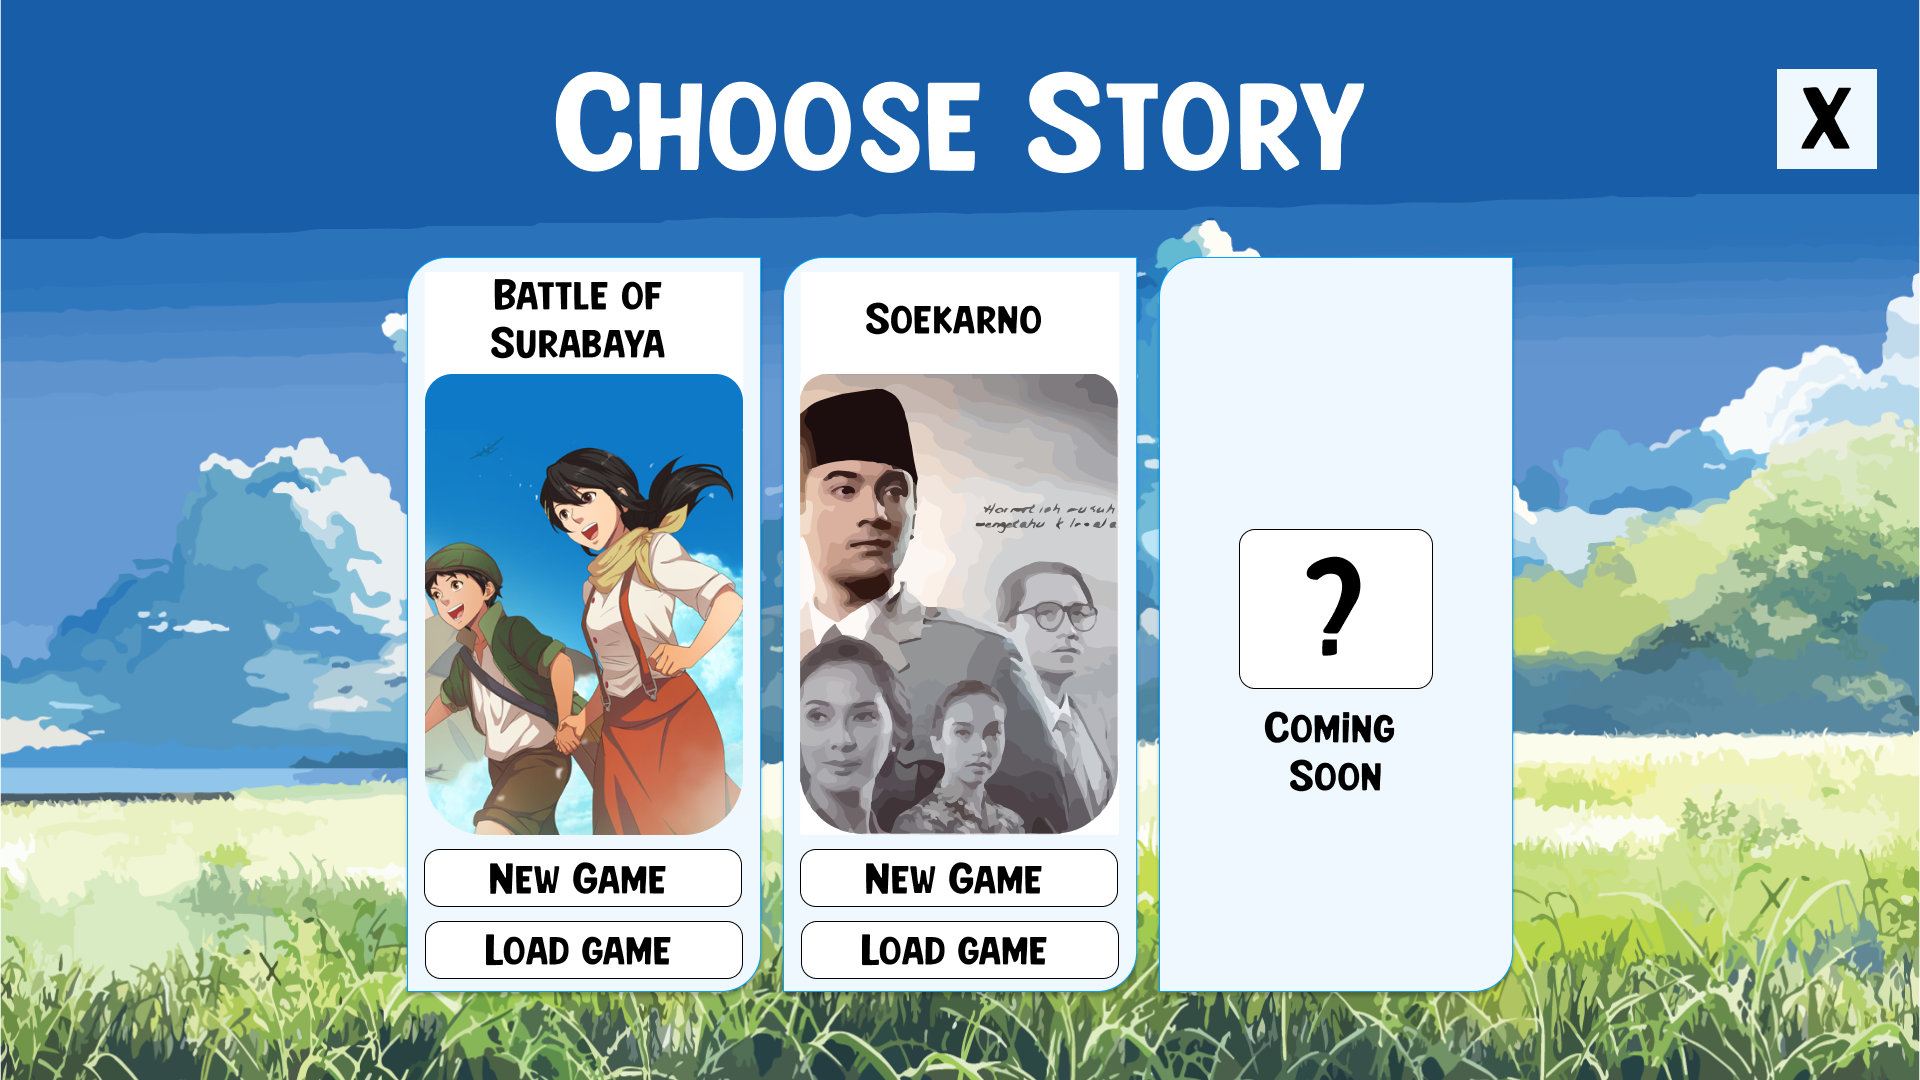 Choose Story
X
Battle of
Surabaya
Soekarno
?
Coming
Soon
New Game
New Game
Load game
Load game